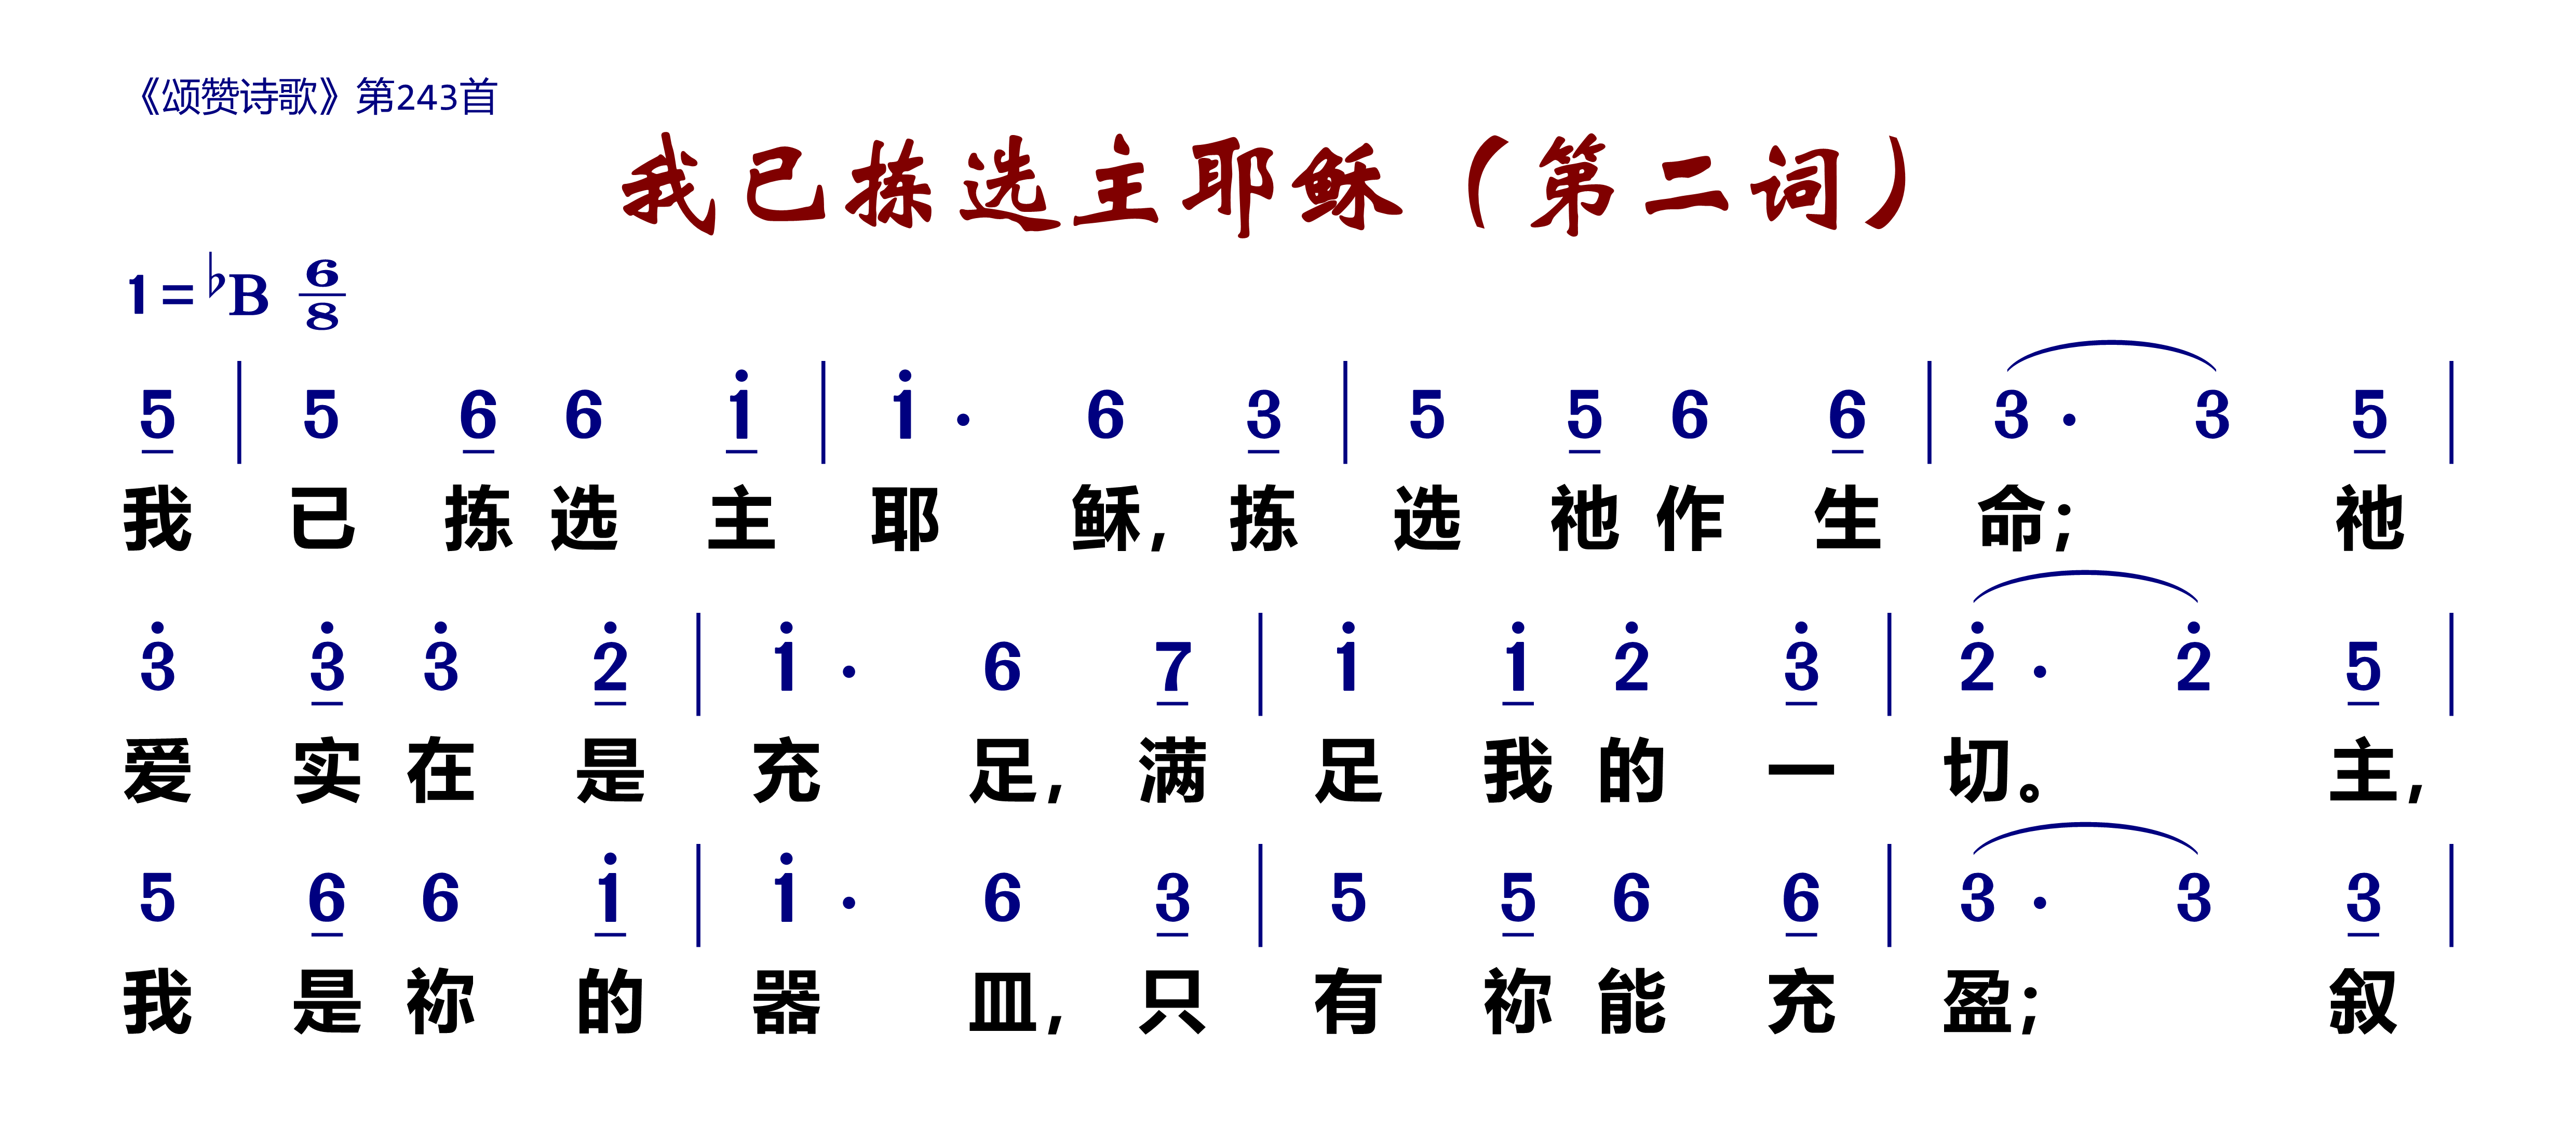 《颂赞诗歌》第243首
我已拣选主耶稣（第二词）
1=♭B 6/8
5 | 5 6 6 i | i · 6 3 | 5 5 6 6 | 3 · 3 5 |
我已拣选主耶稣,拣选祂作生命;祂
3 3 3 2 | i · 6 7 | i i 2 3 | 2 · 2 5 |
爱实在是充足,满足我的一切。主,
5 6 6 i | i · 6 3 | 5 5 6 6 | 3 · 3 3 |
我是祢的器皿,只有祢能充盈;叙